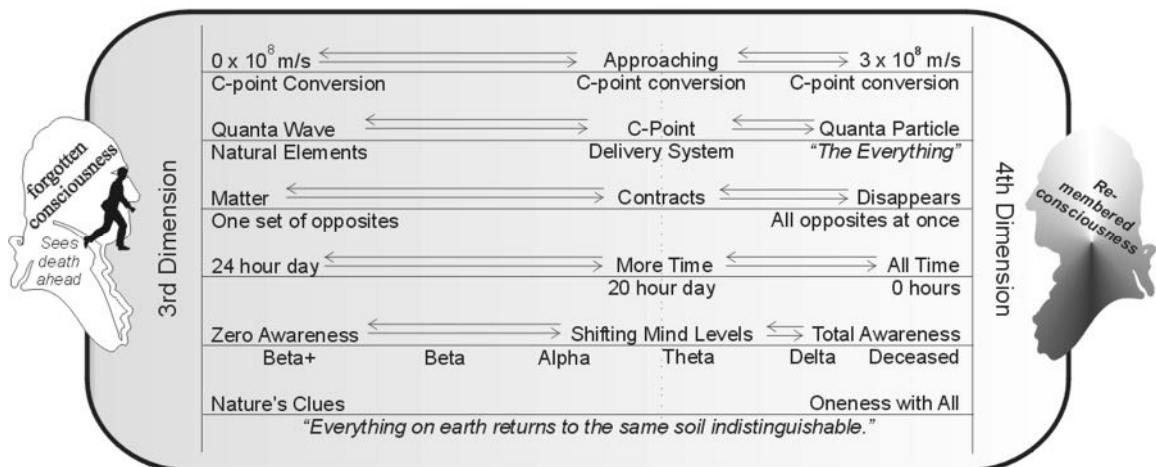 0 x 10⁸ m/s Approaching 3 x 10⁸ m/s
C-point Conversion C-point conversion C-point conversion
Quanta Wave C-Point Quanta Particle
Natural Elements Delivery System “The Everything”
Matter Contracts Disappears
One set of opposites All opposites at once
24 hour day More Time All Time
20 hour day 0 hours
Zero Awareness Shifting Mind Levels Total Awareness
Beta+ Beta Alpha Theta Delta Deceased
Nature's Clues Oneness with All
“Everything on earth returns to the same soil indistinguishable.”
forgotten
consciousness
Sees
death
ahead
3rd Dimension
4th Dimension
Re-
membered
consciousness